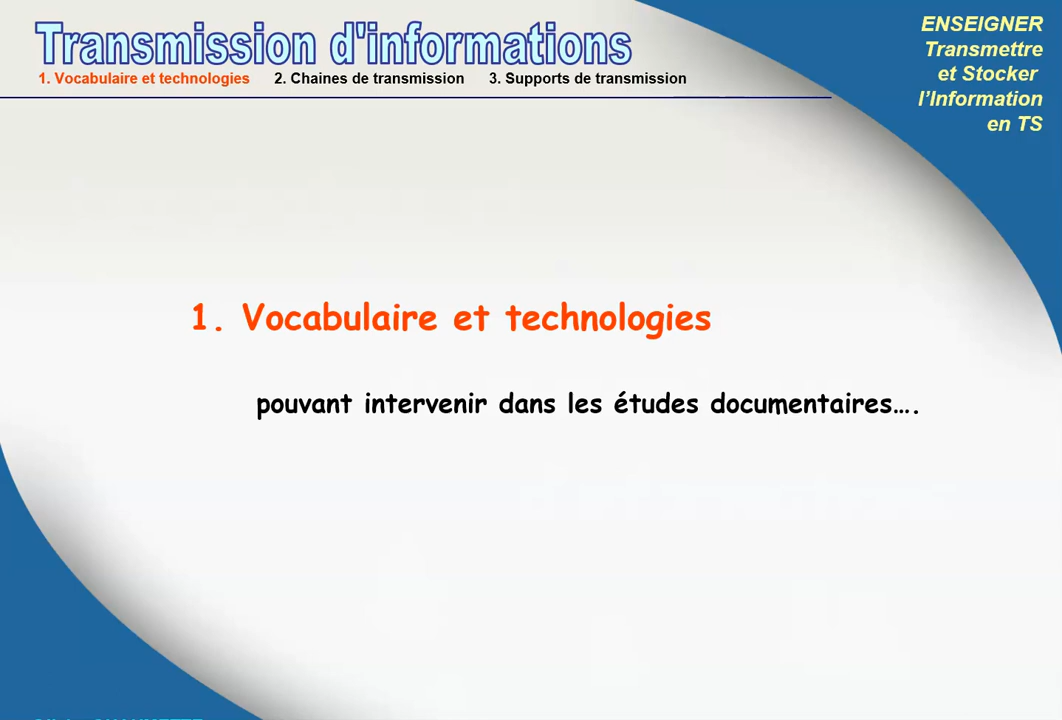 Transmission d'informations
1. Vocabulaire et technologies 2. Chaines de transmission 3. Supports de transmission
ENSEIGNER
Transmettre
et Stocker
l’Information
en TS
1. Vocabulaire et technologies
pouvant intervenir dans les études documentaires….